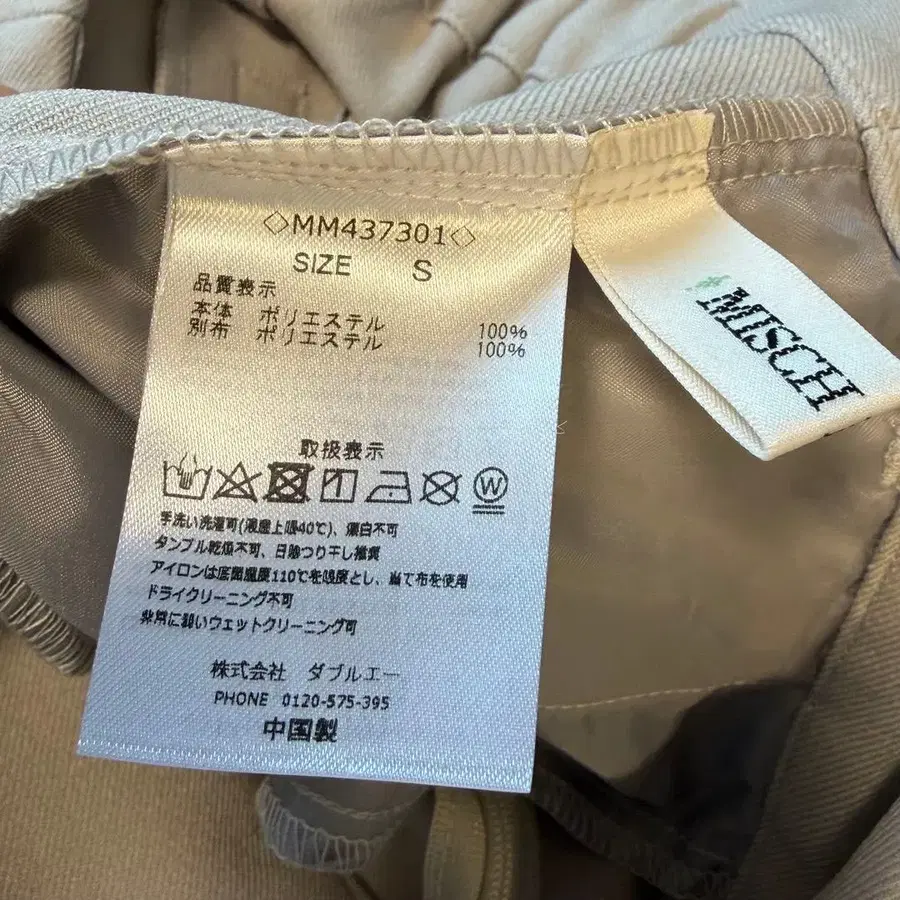 ◇MM437301◇
SIZE S
品質表示
本体 ポリエステル 100%
別布 ポリエステル 100%
取扱表示
W
手洗い洗濯可(液温上限40℃)、漂白不可
タンブル乾燥不可、日陰つり干し推奨
アイロンは底面温度110℃を限度とし、当て布を使用
ドライクリーニング不可
非常に弱いウェットクリーニング可
株式会社 ダブルエー
PHONE 0120-575-395
中国製
MISCH